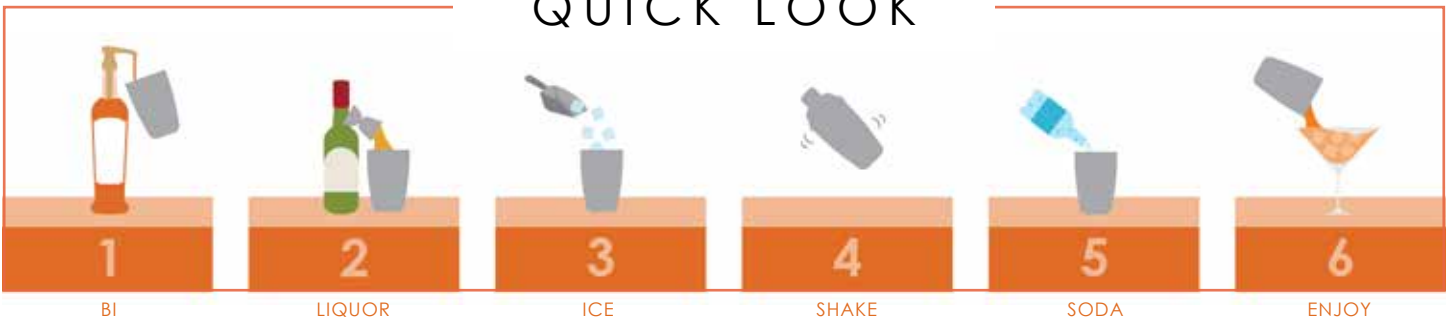 QUICK LOOK
1
2
3
4
5
6
BI
LIQUOR
ICE
SHAKE
SODA
ENJOY